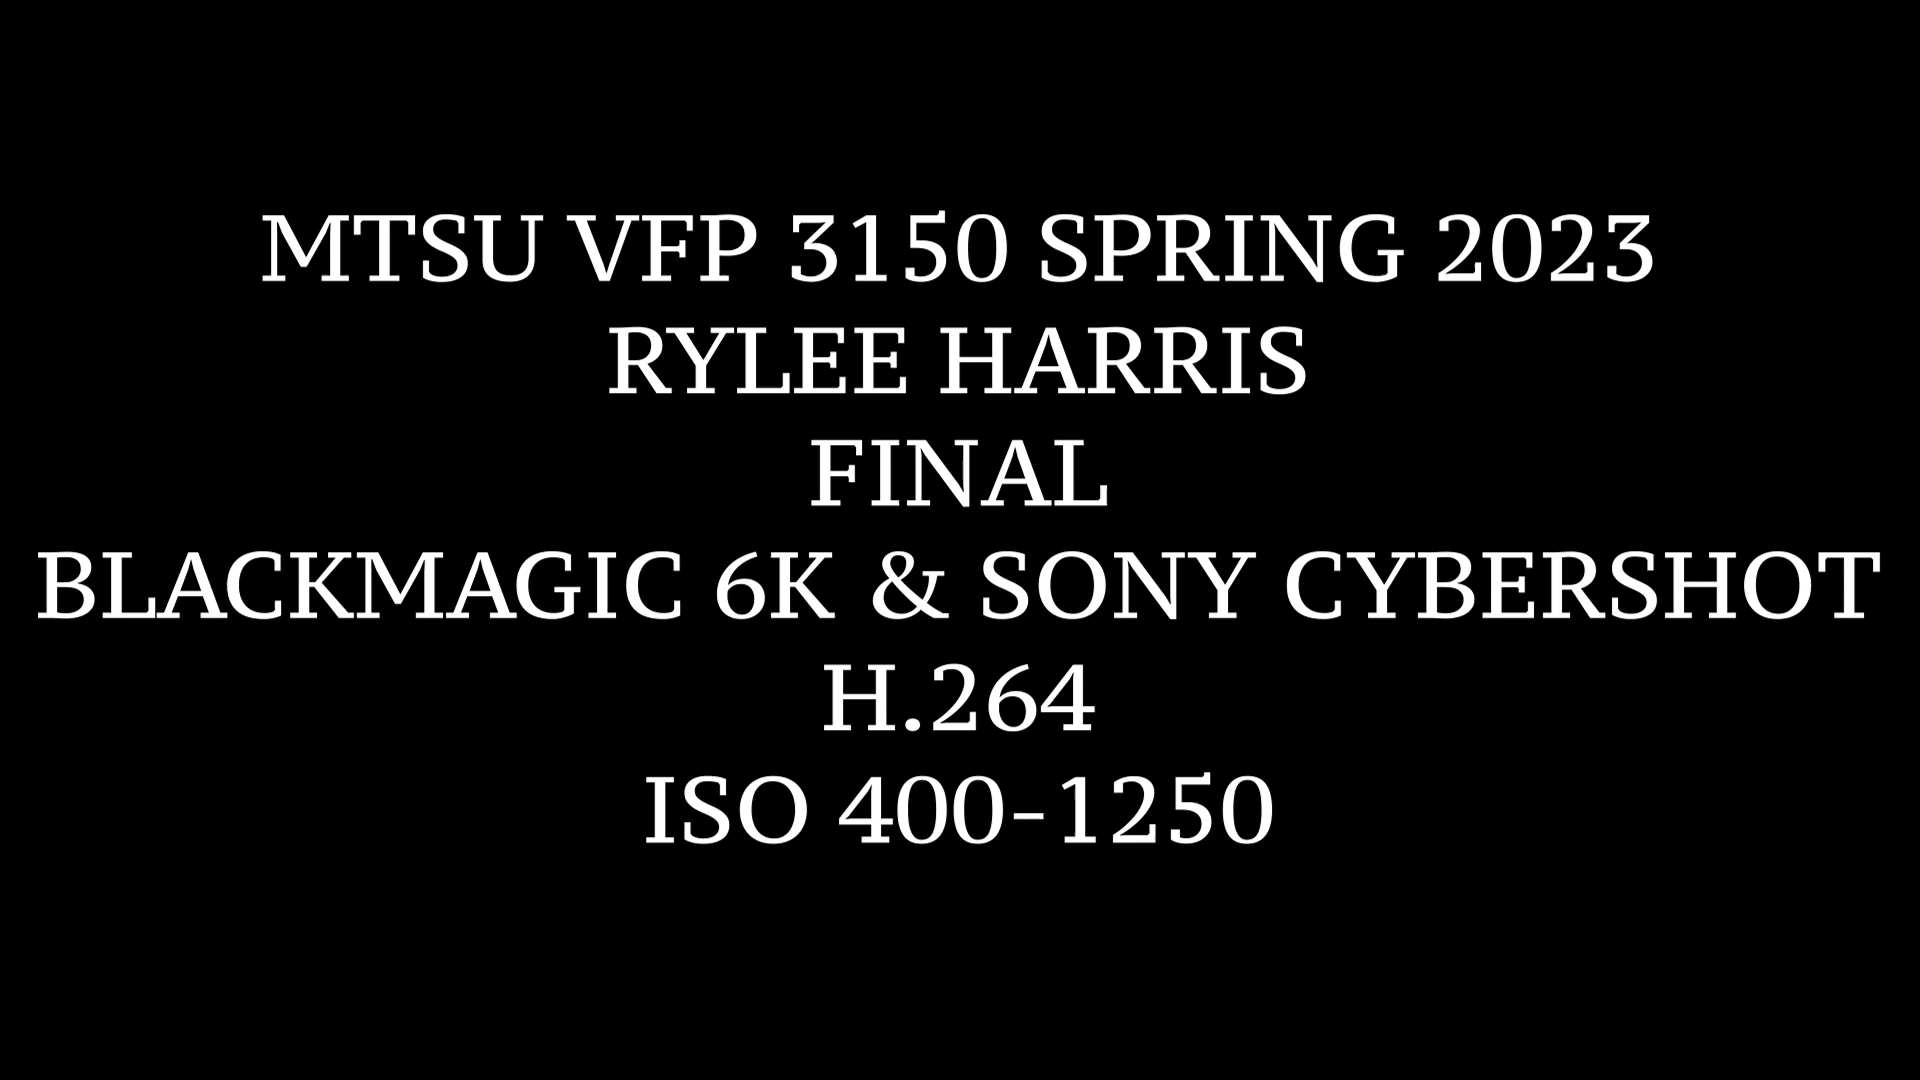 MTSU VFP 3150 SPRING 2023
RYLEE HARRIS
FINAL
BLACKMAGIC 6K & SONY CYBERSHOT
H.264
ISO 400-1250